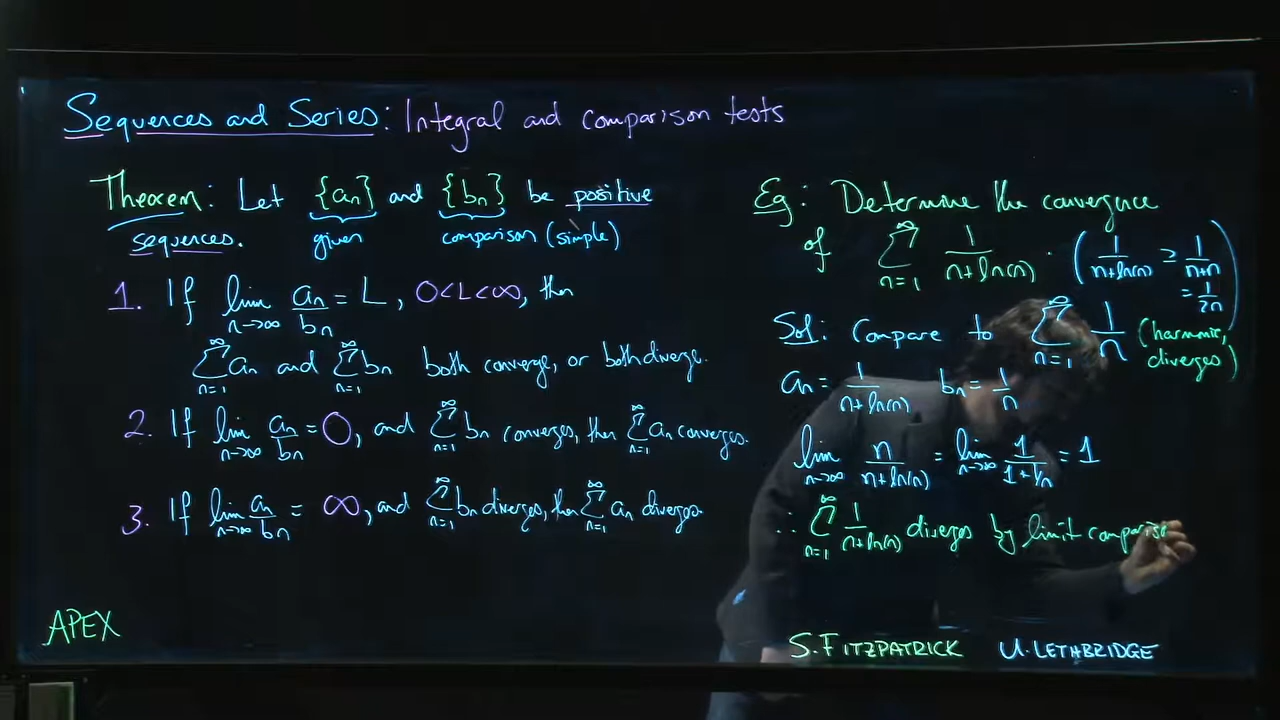 Sequences and Series: Integral and comparison tests
Theorem: Let {aₙ} and {bₙ} be positive
sequences. given comparison (simple)
1. If lim n→∞ aₙ/bₙ = L, 0<L<∞, then
∞ Σ n=1 aₙ and ∞ Σ n=1 bₙ both converge, or both diverge.
2. If lim n→∞ aₙ/bₙ = 0, and ∞ Σ n=1 bₙ converges, then ∞ Σ n=1 aₙ converges.
3. If lim n→∞ aₙ/bₙ = ∞, and ∞ Σ n=1 bₙ diverges, then ∞ Σ n=1 aₙ diverges.
APEX
Eg: Determine the convergence
of ∞ Σ n=1 1/(n+ln(n)). (1/(n+ln(n)) ≥ 1/(n+n)
= 1/2n)
Sol: Compare to ∞ Σ n=1 1/n (harmonic,
diverges)
aₙ = 1/(n+ln(n)) bₙ = 1/n
lim n→∞ n/(n+ln(n)) = lim n→∞ 1/(1+1/n) = 1
∴ ∞ Σ n=1 1/(n+ln(n)) diverges by limit compariso
S. FITZPATRICK U. LETHBRIDGE